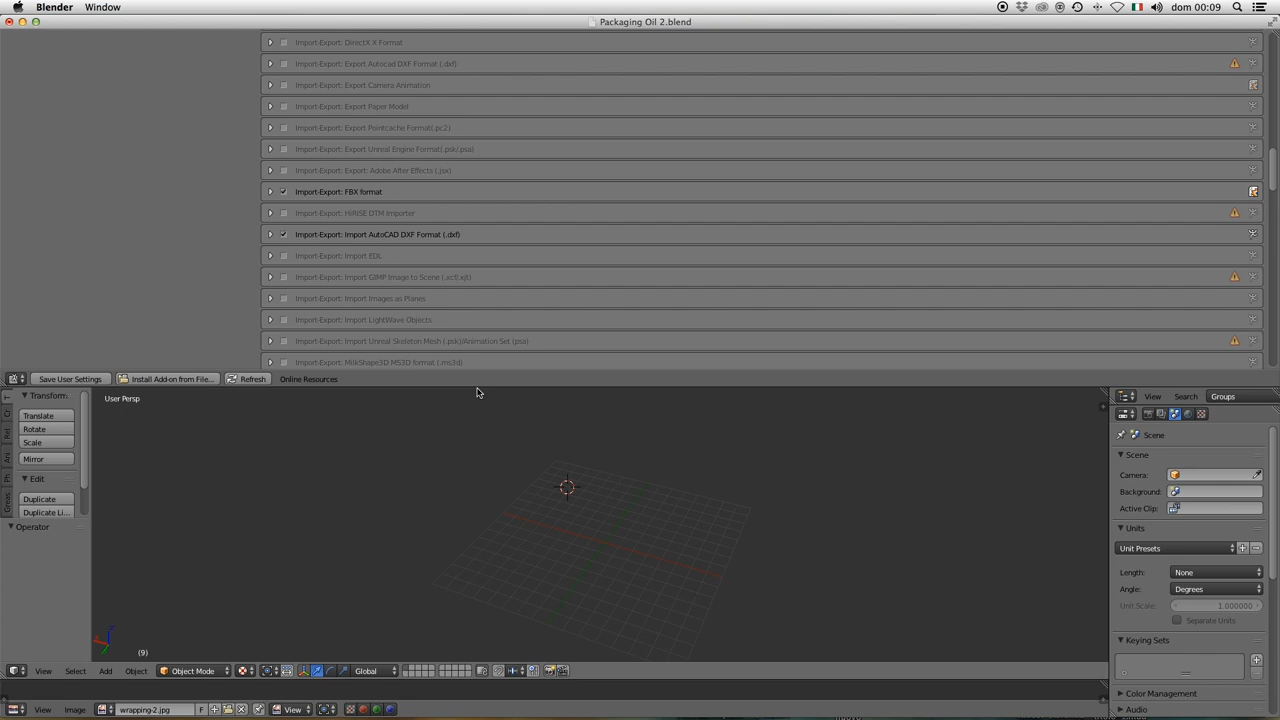 Blender Window dom 00:09
Packaging Oil 2.blend
Import-Export: DirectX X Format
Import-Export: Export Autocad DXF Format (.dxf)
Import-Export: Export Camera Animation
Import-Export: Export Paper Model
Import-Export: Export Pointcache Format(.pc2)
Import-Export: Export Unreal Engine Format(.psk/.psa)
Import-Export: Export: Adobe After Effects (.jsx)
Import-Export: FBX format
Import-Export: HiRISE DTM Importer
Import-Export: Import AutoCAD DXF Format (.dxf)
Import-Export: Import EDL
Import-Export: Import GIMP Image to Scene (.xcf/.xjt)
Import-Export: Import Images as Planes
Import-Export: Import LightWave Objects
Import-Export: Import Unreal Skeleton Mesh (.psk)/Animation Set (psa)
Import-Export: MilkShape3D MS3D format (.ms3d)
Save User Settings Install Add-on from File... Refresh Online Resources
Transform
Translate
Rotate
Scale
Mirror
Edit
Duplicate
Duplicate Li...
Operator
T
Cr
Rel
Ani
Ph
Greas
User Persp
(9)
View Select Add Object Object Mode Global
View Image wrapping-2.jpg F View
View Search Groups
Scene
Scene
Camera:
Background:
Active Clip:
Units
Unit Presets
Length: None
Angle: Degrees
Unit Scale: 1.000000
Separate Units
Keying Sets
Color Management
Audio